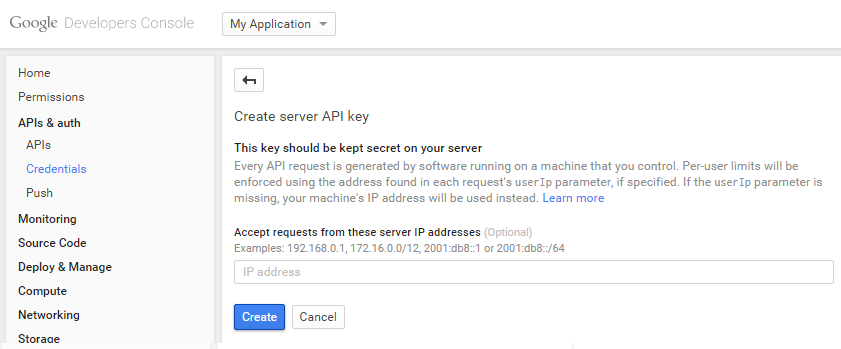 Google Developers Console
My Application
Home
Permissions
APIs & auth
APIs
Credentials
Push
Monitoring
Source Code
Deploy & Manage
Compute
Networking
Storage
Create server API key
This key should be kept secret on your server
Every API request is generated by software running on a machine that you control. Per-user limits will be
enforced using the address found in each request's userIp parameter, if specified. If the userIp parameter is
missing, your machine's IP address will be used instead. Learn more
Accept requests from these server IP addresses (Optional)
Examples: 192.168.0.1, 172.16.0.0/12, 2001:db8::1 or 2001:db8::/64
IP address
Create
Cancel